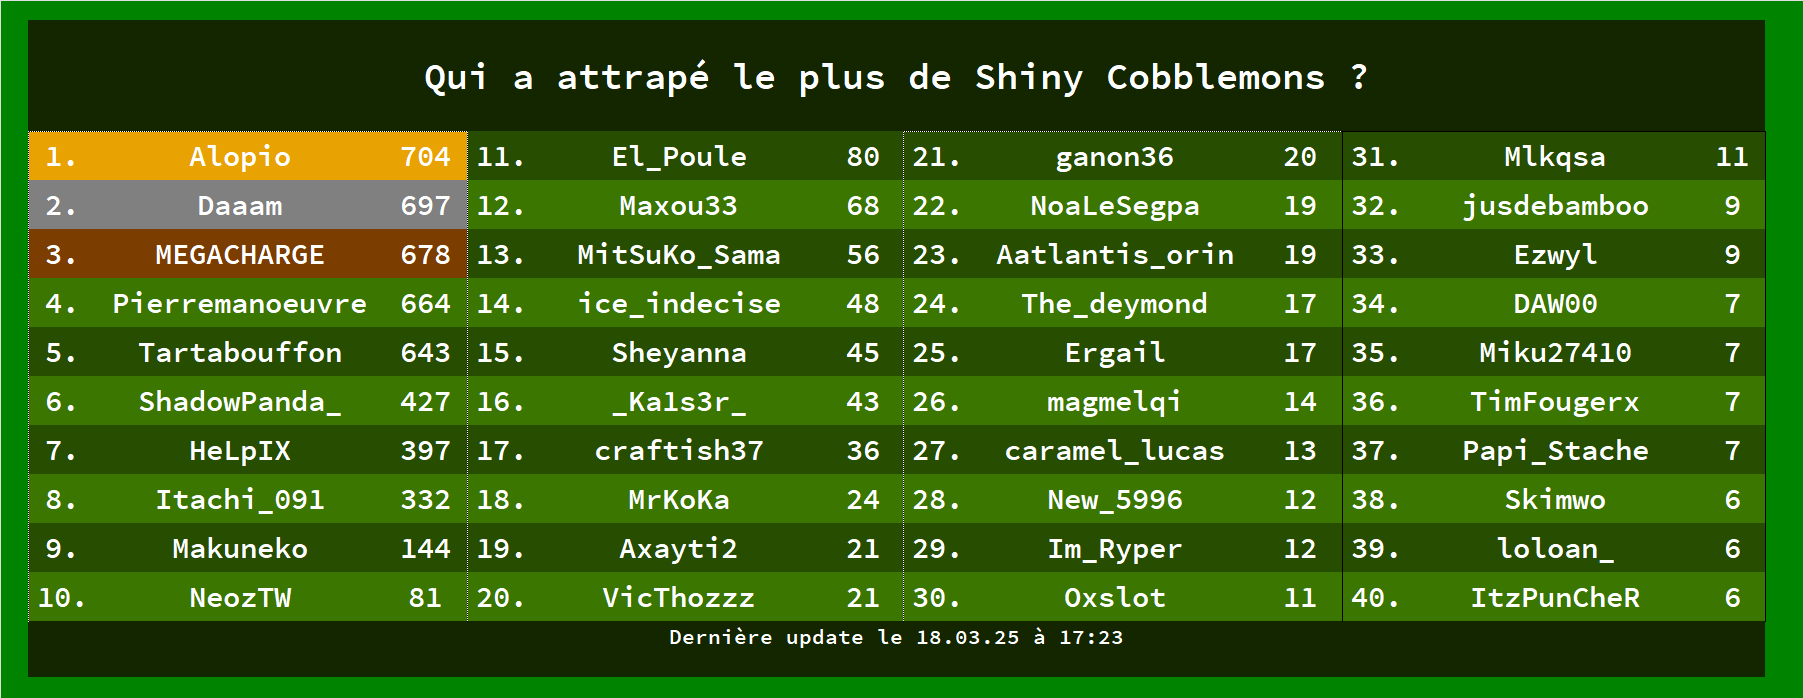 Qui a attrapé le plus de Shiny Cobblemons ?
1. Alopio 704
2. Daaam 697
3. MEGACHARGE 678
4. Pierremanoeuvre 664
5. Tartabouffon 643
6. ShadowPanda_ 427
7. HeLpIX 397
8. Itachi_091 332
9. Makuneko 144
10. NeozTW 81
11. El_Poule 80
12. Maxou33 68
13. MitSuKo_Sama 56
14. ice_indecise 48
15. Sheyanna 45
16. _Ka1s3r_ 43
17. craftish37 36
18. MrKoKa 24
19. Axayti2 21
20. VicThozzz 21
21. ganon36 20
22. NoaLeSegpa 19
23. Aatlantis_orin 19
24. The_deymond 17
25. Ergail 17
26. magmelqi 14
27. caramel_lucas 13
28. New_5996 12
29. Im_Ryper 12
30. Oxslot 11
31. Mlkqsa 11
32. jusdebamboo 9
33. Ezwyl 9
34. DAW00 7
35. Miku27410 7
36. TimFougerx 7
37. Papi_Stache 7
38. Skimwo 6
39. loloan_ 6
40. ItzPunCheR 6
Dernière update le 18.03.25 à 17:23